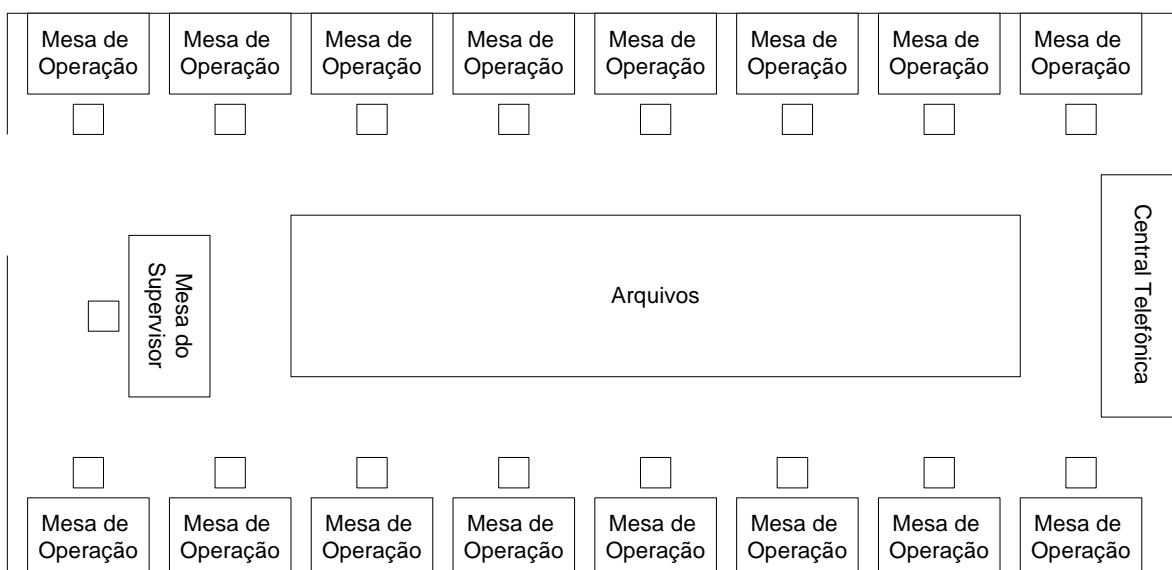 Mesa de
Operação
Mesa de
Operação
Mesa de
Operação
Mesa de
Operação
Mesa de
Operação
Mesa de
Operação
Mesa de
Operação
Mesa de
Operação
Mesa do
Supervisor
Arquivos
Central Telefônica
Mesa de
Operação
Mesa de
Operação
Mesa de
Operação
Mesa de
Operação
Mesa de
Operação
Mesa de
Operação
Mesa de
Operação
Mesa de
Operação